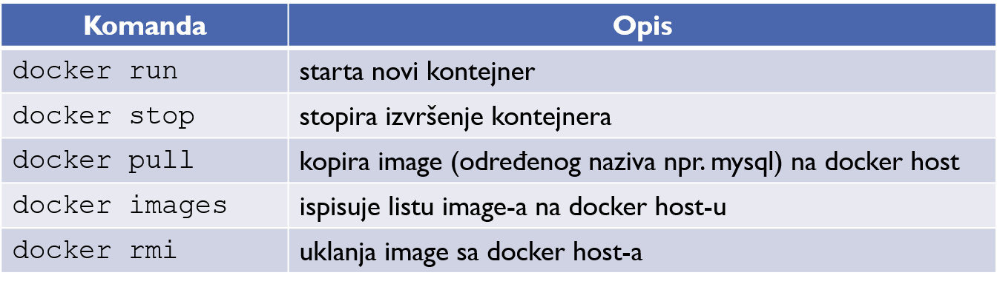 Komanda Opis
docker run starta novi kontejner
docker stop stopira izvršenje kontejnera
docker pull kopira image (određenog naziva npr. mysql) na docker host
docker images ispisuje listu image-a na docker host-u
docker rmi uklanja image sa docker host-a